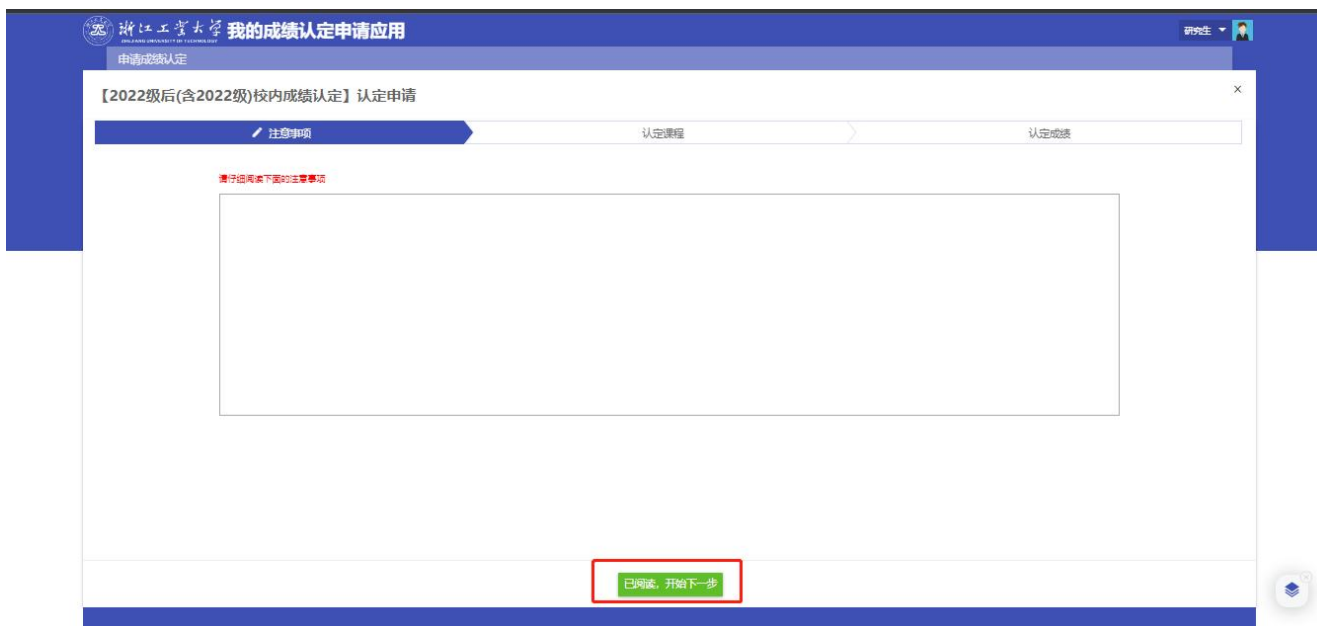 浙江工业大学 我的成绩认定申请应用
ZHEJIANG UNIVERSITY OF TECHNOLOGY
研究生
申请成绩认定
【2022级后(含2022级)校内成绩认定】认定申请
×
注意事项
认定课程
认定成绩
请仔细阅读下面的注意事项
已阅读，开始下一步